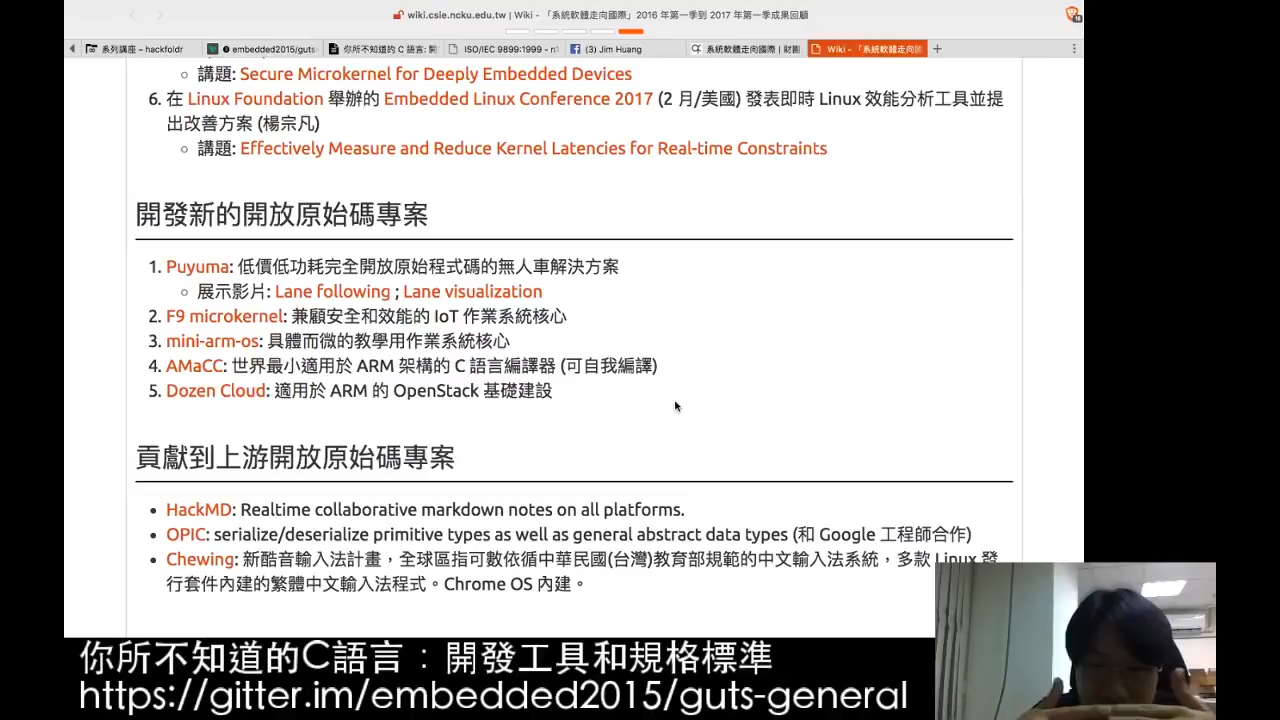 wiki.csie.ncku.edu.tw | Wiki - 「系統軟體走向國際」2016 年第一季到 2017 年第一季成果回顧
系列講座 – hackfoldr
embedded2015/guts-
你所不知道的 C 語言: 開
ISO/IEC 9899:1999 - n1
(3) Jim Huang
系統軟體走向國際 | 財團
Wiki - 「系統軟體走向國
講題: Secure Microkernel for Deeply Embedded Devices
6. 在 Linux Foundation 舉辦的 Embedded Linux Conference 2017 (2 月/美國) 發表即時 Linux 效能分析工具並提
出改善方案 (楊宗凡)
講題: Effectively Measure and Reduce Kernel Latencies for Real-time Constraints
開發新的開放原始碼專案
1. Puyuma: 低價低功耗完全開放原始程式碼的無人車解決方案
展示影片: Lane following ; Lane visualization
2. F9 microkernel: 兼顧安全和效能的 IoT 作業系統核心
3. mini-arm-os: 具體而微的教學用作業系統核心
4. AMaCC: 世界最小適用於 ARM 架構的 C 語言編譯器 (可自我編譯)
5. Dozen Cloud: 適用於 ARM 的 OpenStack 基礎建設
貢獻到上游開放原始碼專案
HackMD: Realtime collaborative markdown notes on all platforms.
OPIC: serialize/deserialize primitive types as well as general abstract data types (和 Google 工程師合作)
Chewing: 新酷音輸入法計畫，全球區指可數依循中華民國(台灣)教育部規範的中文輸入法系統，多款 Linux 發
行套件內建的繁體中文輸入法程式。Chrome OS 內建。
你所不知道的C語言：開發工具和規格標準
https://gitter.im/embedded2015/guts-general